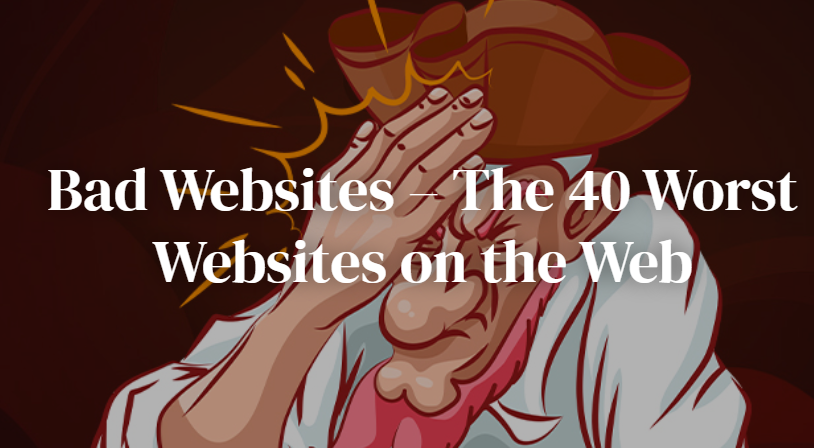 Bad Websites – The 40 Worst
Websites on the Web